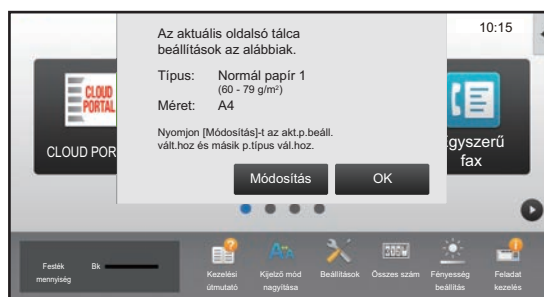 10:15
Az aktuális oldalsó tálca
beállítások az alábbiak.
Típus: Normál papír 1
(60 - 79 g/m²)
Méret: A4
Nyomjon [Módosítás]-t az akt.p.beáll.
vált.hoz és másik p.típus vál.hoz.
Módosítás OK
CLOUD
PORTAL
CLOUD POR
gyszerű
fax
Festék
mennyiség
Bk
Kezelési
útmutató
Kijelző mód
nagyítása
Beállítások
Összes szám
Fényesség
beállítás
Feladat
kezelés